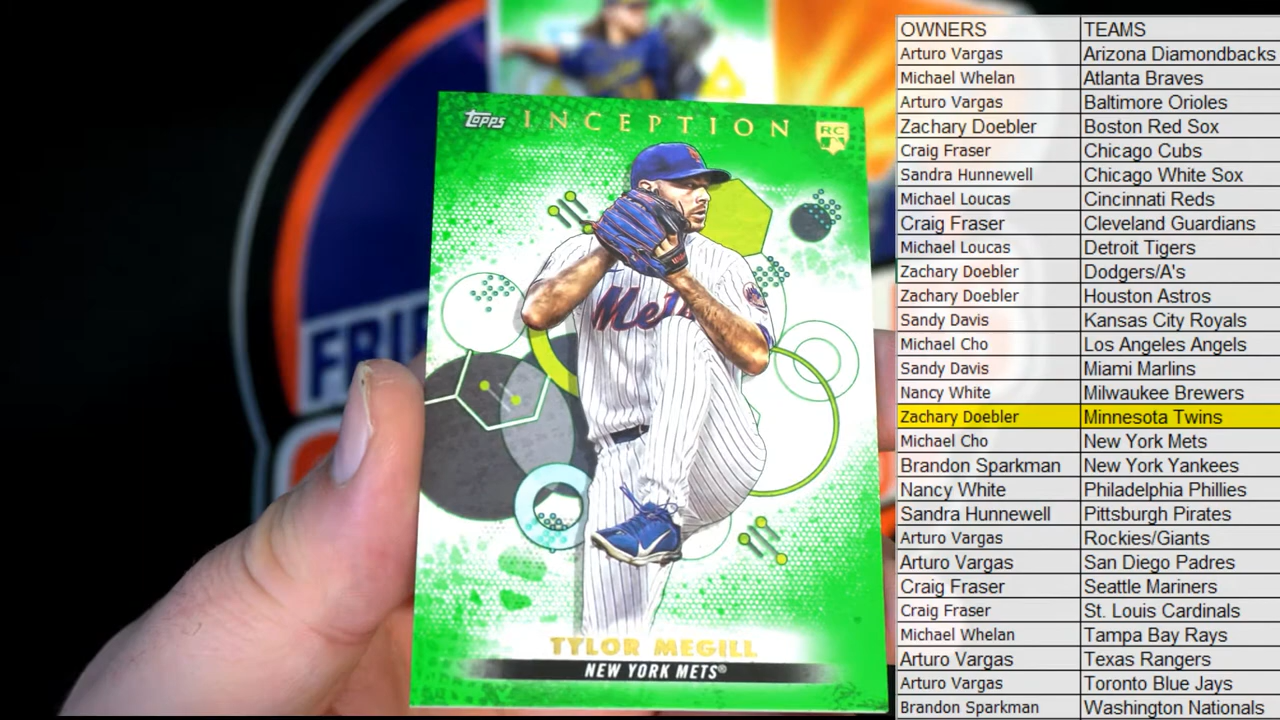 Topps INCEPTION RC
Mets
TYLOR MEGILL
NEW YORK METS®
OWNERS TEAMS
Arturo Vargas Arizona Diamondbacks
Michael Whelan Atlanta Braves
Arturo Vargas Baltimore Orioles
Zachary Doebler Boston Red Sox
Craig Fraser Chicago Cubs
Sandra Hunnewell Chicago White Sox
Michael Loucas Cincinnati Reds
Craig Fraser Cleveland Guardians
Michael Loucas Detroit Tigers
Zachary Doebler Dodgers/A's
Zachary Doebler Houston Astros
Sandy Davis Kansas City Royals
Michael Cho Los Angeles Angels
Sandy Davis Miami Marlins
Nancy White Milwaukee Brewers
Zachary Doebler Minnesota Twins
Michael Cho New York Mets
Brandon Sparkman New York Yankees
Nancy White Philadelphia Phillies
Sandra Hunnewell Pittsburgh Pirates
Arturo Vargas Rockies/Giants
Arturo Vargas San Diego Padres
Craig Fraser Seattle Mariners
Craig Fraser St. Louis Cardinals
Michael Whelan Tampa Bay Rays
Arturo Vargas Texas Rangers
Arturo Vargas Toronto Blue Jays
Brandon Sparkman Washington Nationals